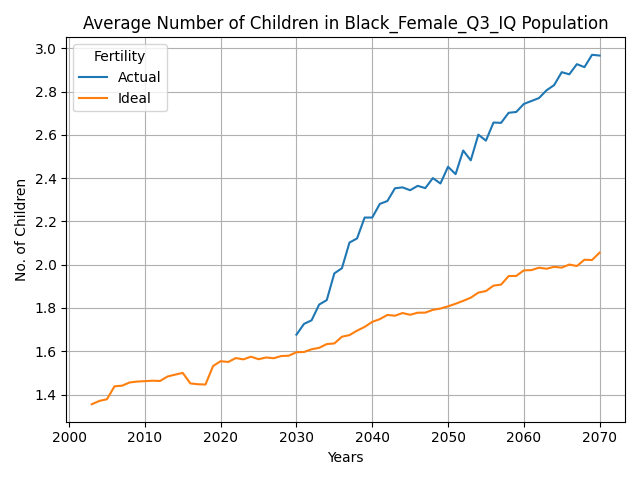 Average Number of Children in Black_Female_Q3_IQ Population
Fertility
Actual
Ideal
3.0
2.8
2.6
2.4
2.2
2.0
1.8
1.6
1.4
No. of Children
2000 2010 2020 2030 2040 2050 2060 2070
Years